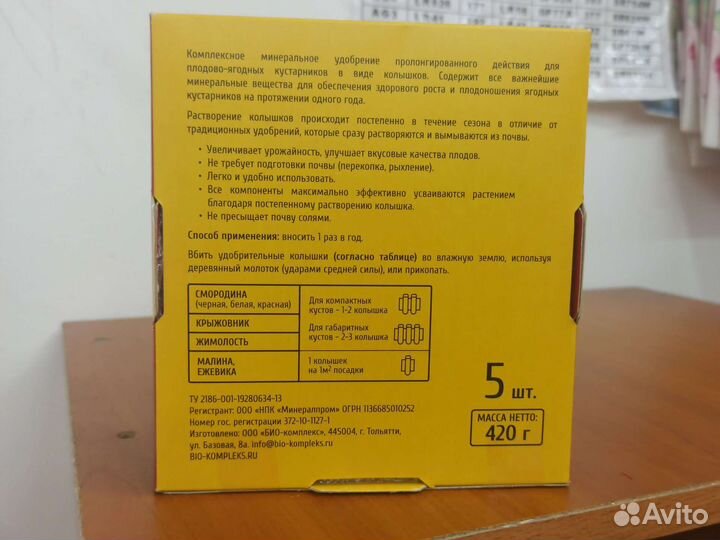 Комплексное минеральное удобрение пролонгированного действия для
плодово-ягодных кустарников в виде колышков. Содержит все важнейшие
минеральные вещества для обеспечения здорового роста и плодоношения ягодных
кустарников на протяжении одного года.
Растворение колышков происходит постепенно в течение сезона в отличие от
традиционных удобрений, которые сразу растворяются и вымываются из почвы.
• Увеличивает урожайность, улучшает вкусовые качества плодов.
• Не требует подготовки почвы (перекопка, рыхление).
• Легко и удобно использовать.
• Все компоненты максимально эффективно усваиваются растением
благодаря постепенному растворению колышка.
• Не пресыщает почву солями.
Способ применения: вносить 1 раз в год.
Вбить удобрительные колышки (согласно таблице) во влажную землю, используя
деревянный молоток (ударами средней силы), или прикопать.
СМОРОДИНА
(черная, белая, красная)
КРЫЖОВНИК
ЖИМОЛОСТЬ
Для компактных
кустов - 1-2 колышка
Для габаритных
кустов - 2-3 колышка
МАЛИНА,
ЕЖЕВИКА
1 колышек
на 1м² посадки
5 шт.
МАССА НЕТТО:
420 г
ТУ 2186-001-19280634-13
Регистрант: ООО «НПК «Минералпром» ОГРН 1136685010252
Номер гос. регистрации 372-10-1127-1
Изготовлено: ООО «БИО-комплекс», 445004, г. Тольятти,
ул. Базовая, 8а. info@bio-kompleks.ru
BIO-KOMPLEKS.RU
Avito